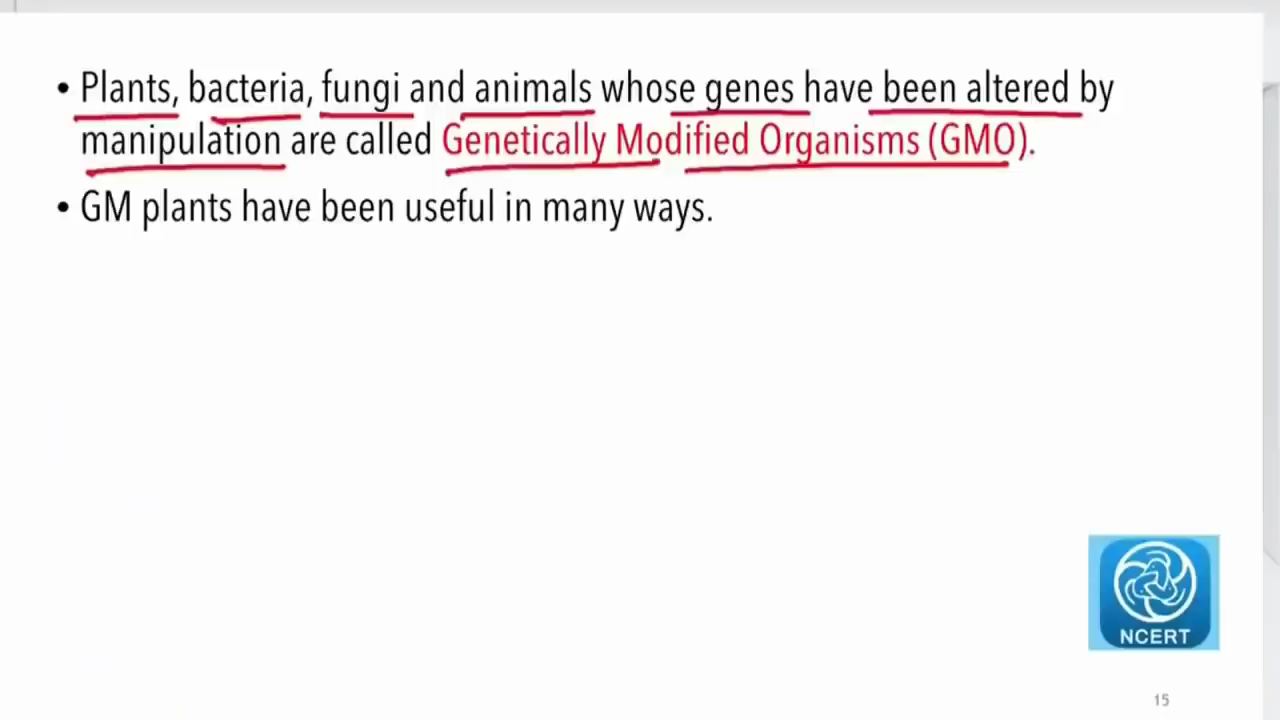 • Plants, bacteria, fungi and animals whose genes have been altered by
manipulation are called Genetically Modified Organisms (GMO).
• GM plants have been useful in many ways.
NCERT
15